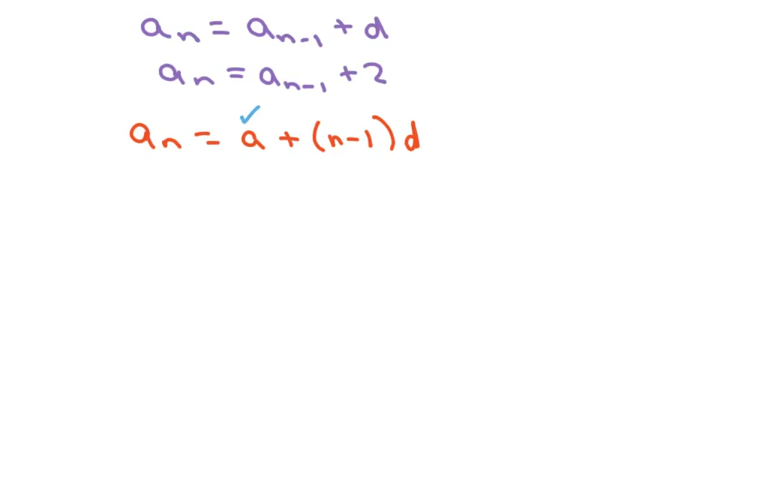 aₙ = aₙ₋₁ + d
aₙ = aₙ₋₁ + 2
aₙ = a + (n-1)d